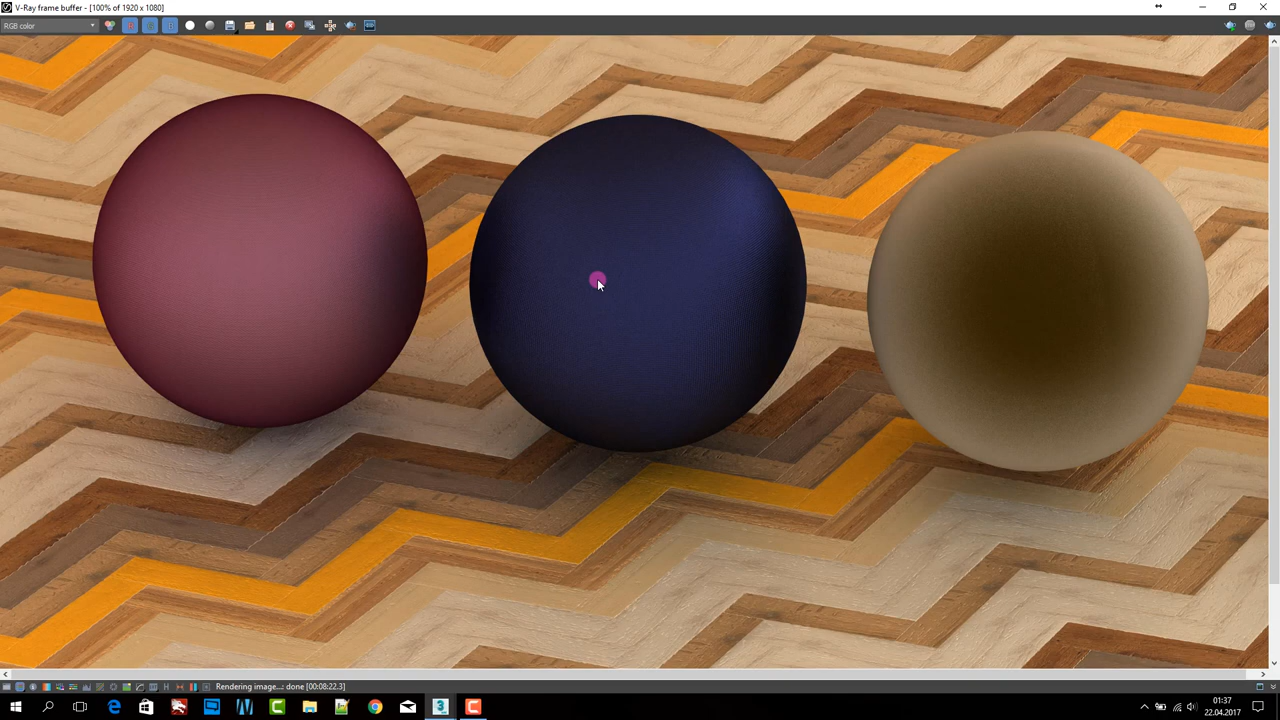 V-Ray frame buffer - [100% of 1920 x 1080]
RGB color
Rendering image...: done [00:08:22.3]
01:37
22.04.2017